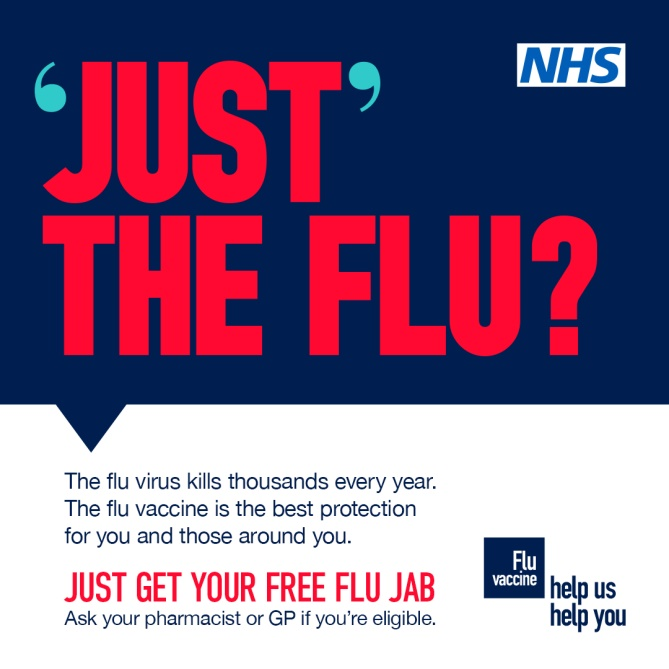 NHS
‘JUST’
THE FLU?
The flu virus kills thousands every year.
The flu vaccine is the best protection
for you and those around you.
JUST GET YOUR FREE FLU JAB
Ask your pharmacist or GP if you’re eligible.
Flu
vaccine
help us
help you